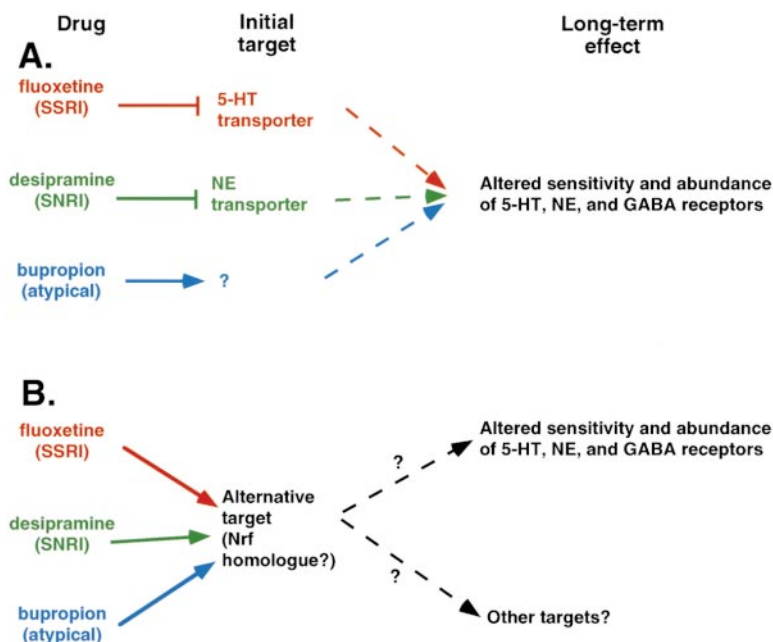 Drug
Initial
target
Long-term
effect
A.
fluoxetine
(SSRI)
5-HT
transporter
desipramine
(SNRI)
NE
transporter
bupropion
(atypical)
?
Altered sensitivity and abundance
of 5-HT, NE, and GABA receptors
B.
fluoxetine
(SSRI)
desipramine
(SNRI)
bupropion
(atypical)
Alternative
target
(Nrf
homologue?)
?
Altered sensitivity and abundance
of 5-HT, NE, and GABA receptors
?
Other targets?